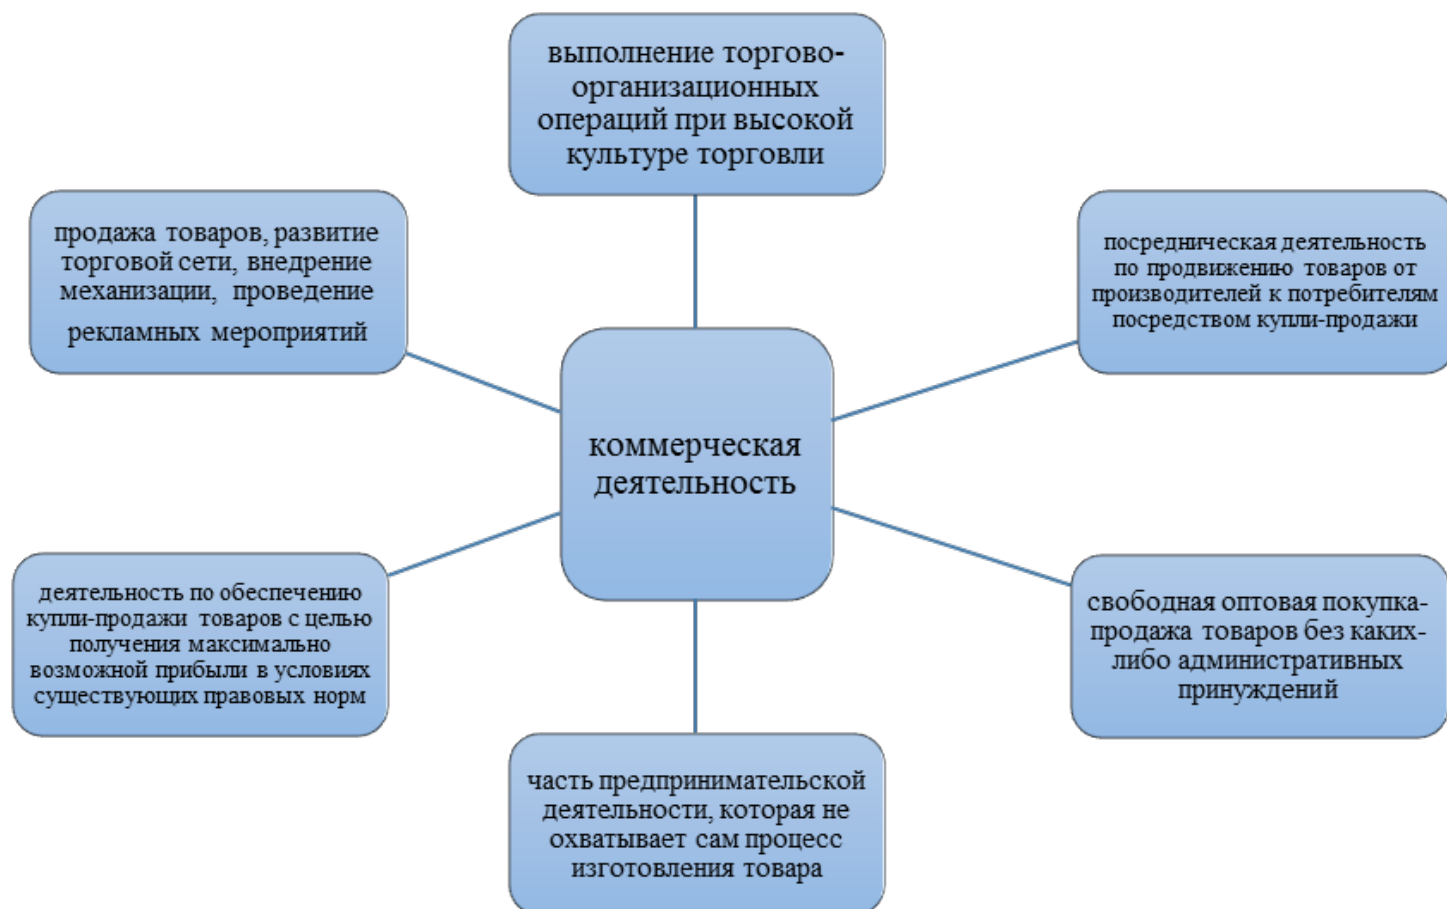 выполнение торгово-
организационных
операций при высокой
культуре торговли
продажа товаров, развитие
торговой сети, внедрение
механизации, проведение
рекламных мероприятий
посредническая деятельность
по продвижению товаров от
производителей к потребителям
посредством купли-продажи
коммерческая
деятельность
деятельность по обеспечению
купли-продажи товаров с целью
получения максимально
возможной прибыли в условиях
существующих правовых норм
свободная оптовая покупка-
продажа товаров без каких-
либо административных
принуждений
часть предпринимательской
деятельности, которая не
охватывает сам процесс
изготовления товара